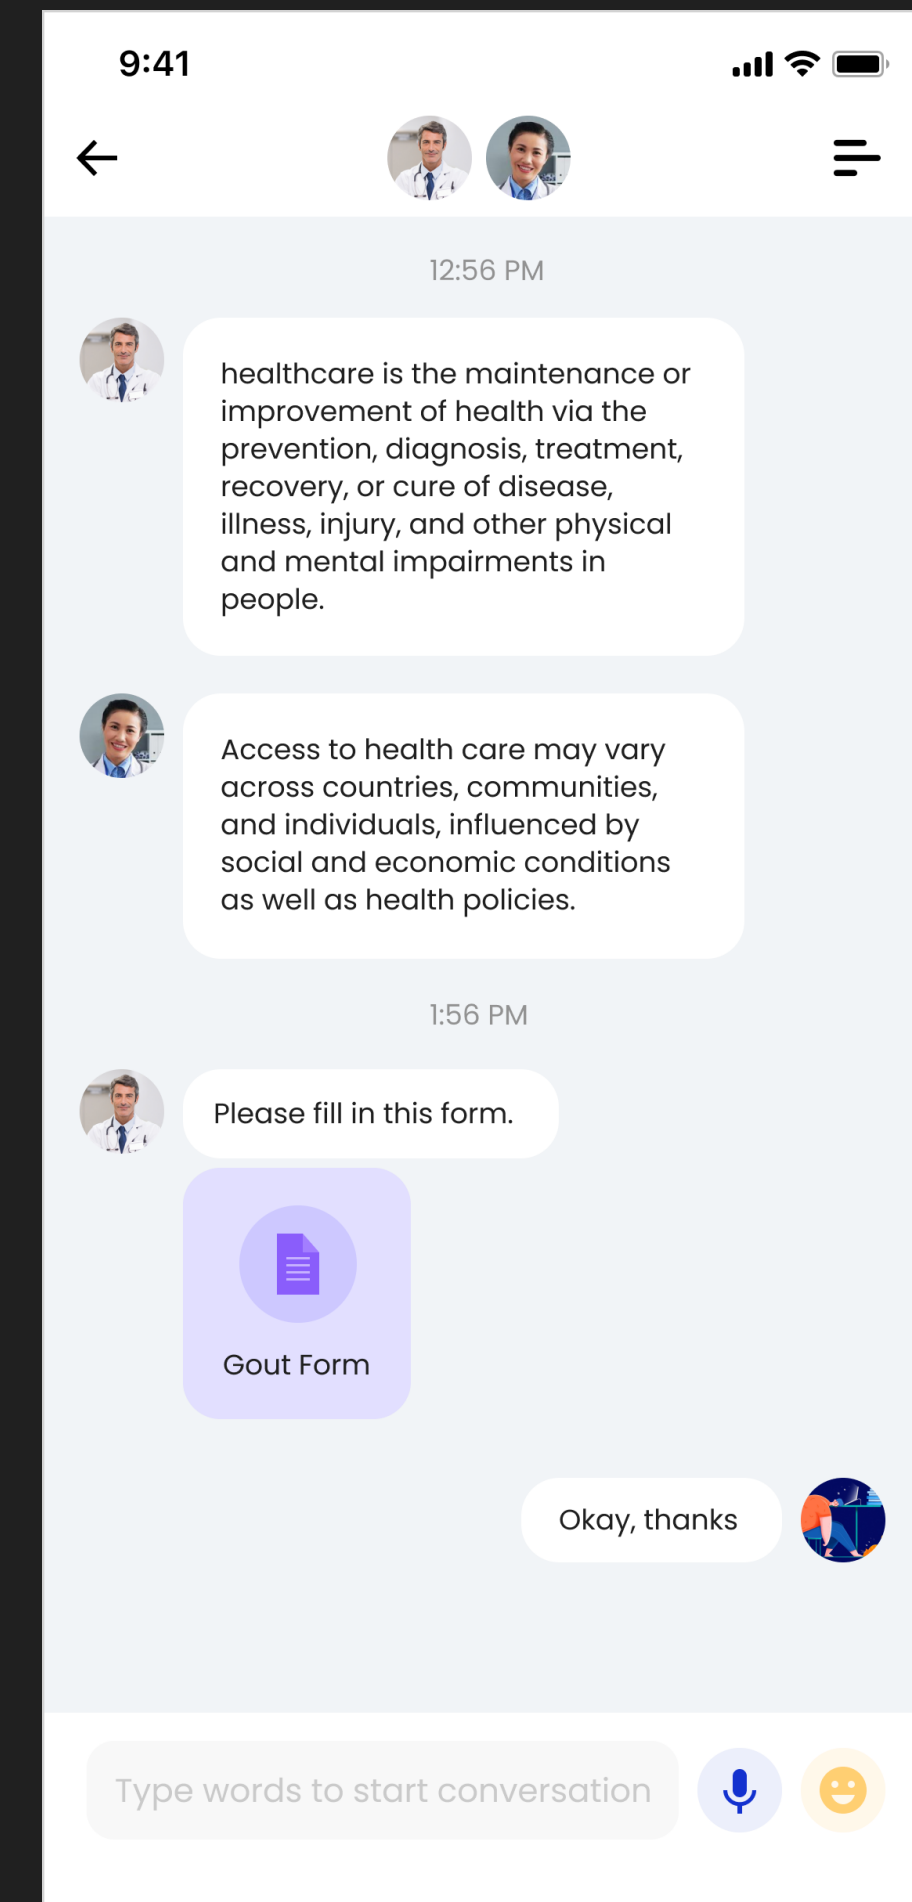 9:41
12:56 PM
healthcare is the maintenance or
improvement of health via the
prevention, diagnosis, treatment,
recovery, or cure of disease,
illness, injury, and other physical
and mental impairments in
people.
Access to health care may vary
across countries, communities,
and individuals, influenced by
social and economic conditions
as well as health policies.
1:56 PM
Please fill in this form.
Gout Form
Okay, thanks
Type words to start conversation